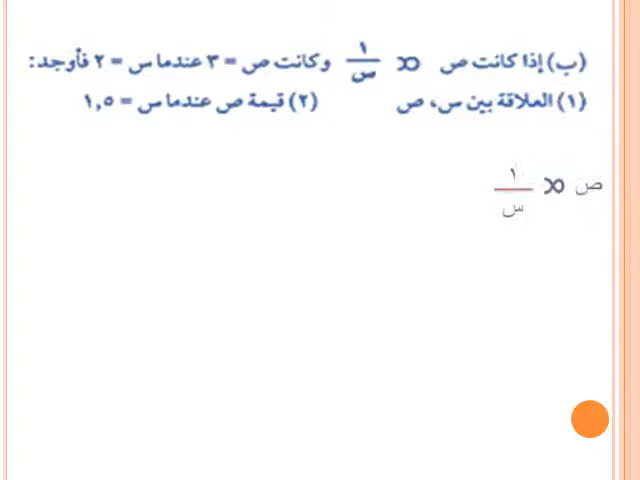 (ب) إذا كانت ص ∝ ١/س وكانت ص = ٣ عندما س = ٢ فأوجد :
(١) العلاقة بين س، ص (٢) قيمة ص عندما س = ١,٥
ص ∝ ١/س